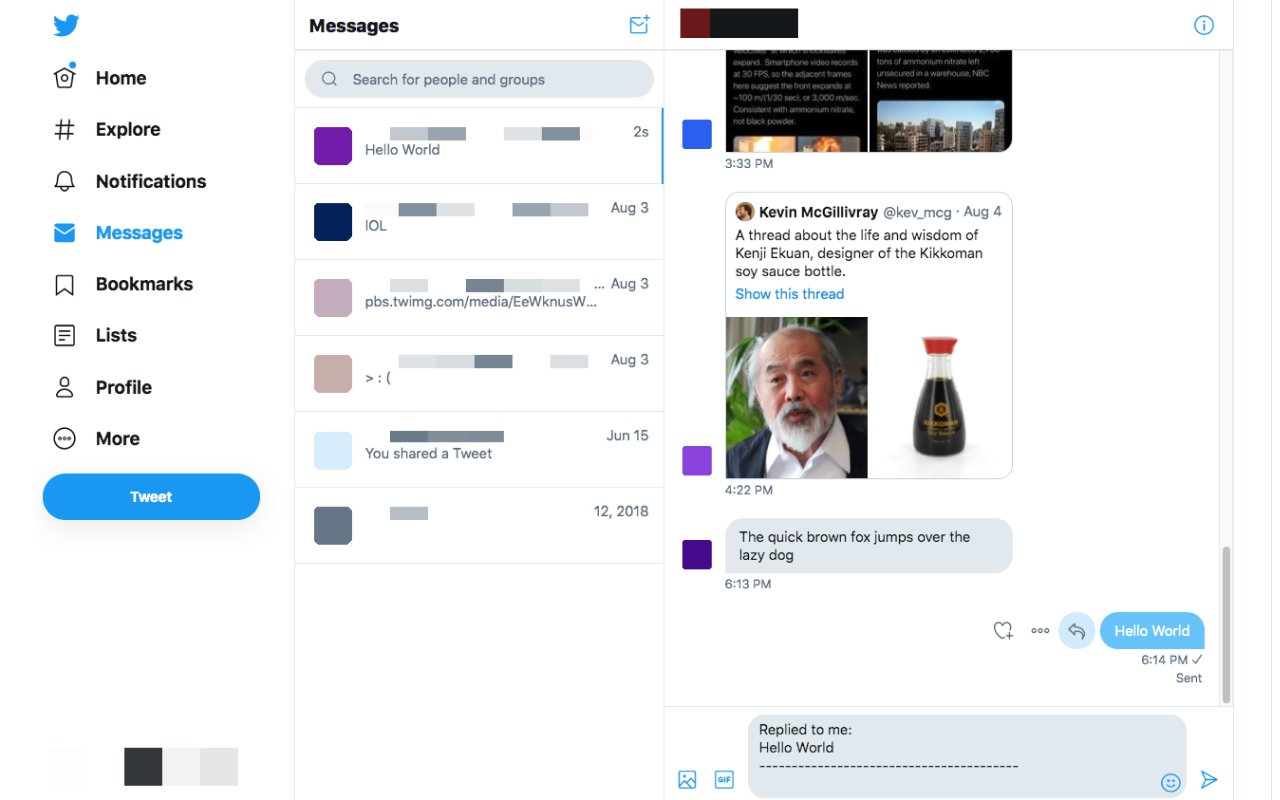 Home
Explore
Notifications
Messages
Bookmarks
Lists
Profile
More
Tweet
Messages
Search for people and groups
2s
Hello World
Aug 3
lOL
... Aug 3
pbs.twimg.com/media/EeWknusW...
Aug 3
> : (
Jun 15
You shared a Tweet
12, 2018
expand. Smartphone video records
at 30 FPS, so the adjacent frames
here suggest the front expands at
~100 m/(1/30 sec), or 3,000 m/sec.
Consistent with ammonium nitrate,
not black powder.
tons of ammonium nitrate left
unsecured in a warehouse, NBC
News reported.
3:33 PM
Kevin McGillivray @kev_mcg · Aug 4
A thread about the life and wisdom of
Kenji Ekuan, designer of the Kikkoman
soy sauce bottle.
Show this thread
KIKKOMAN
Soy Sauce
4:22 PM
The quick brown fox jumps over the
lazy dog
6:13 PM
Hello World
6:14 PM ✓
Sent
Replied to me:
Hello World
----------------------------------------
GIF